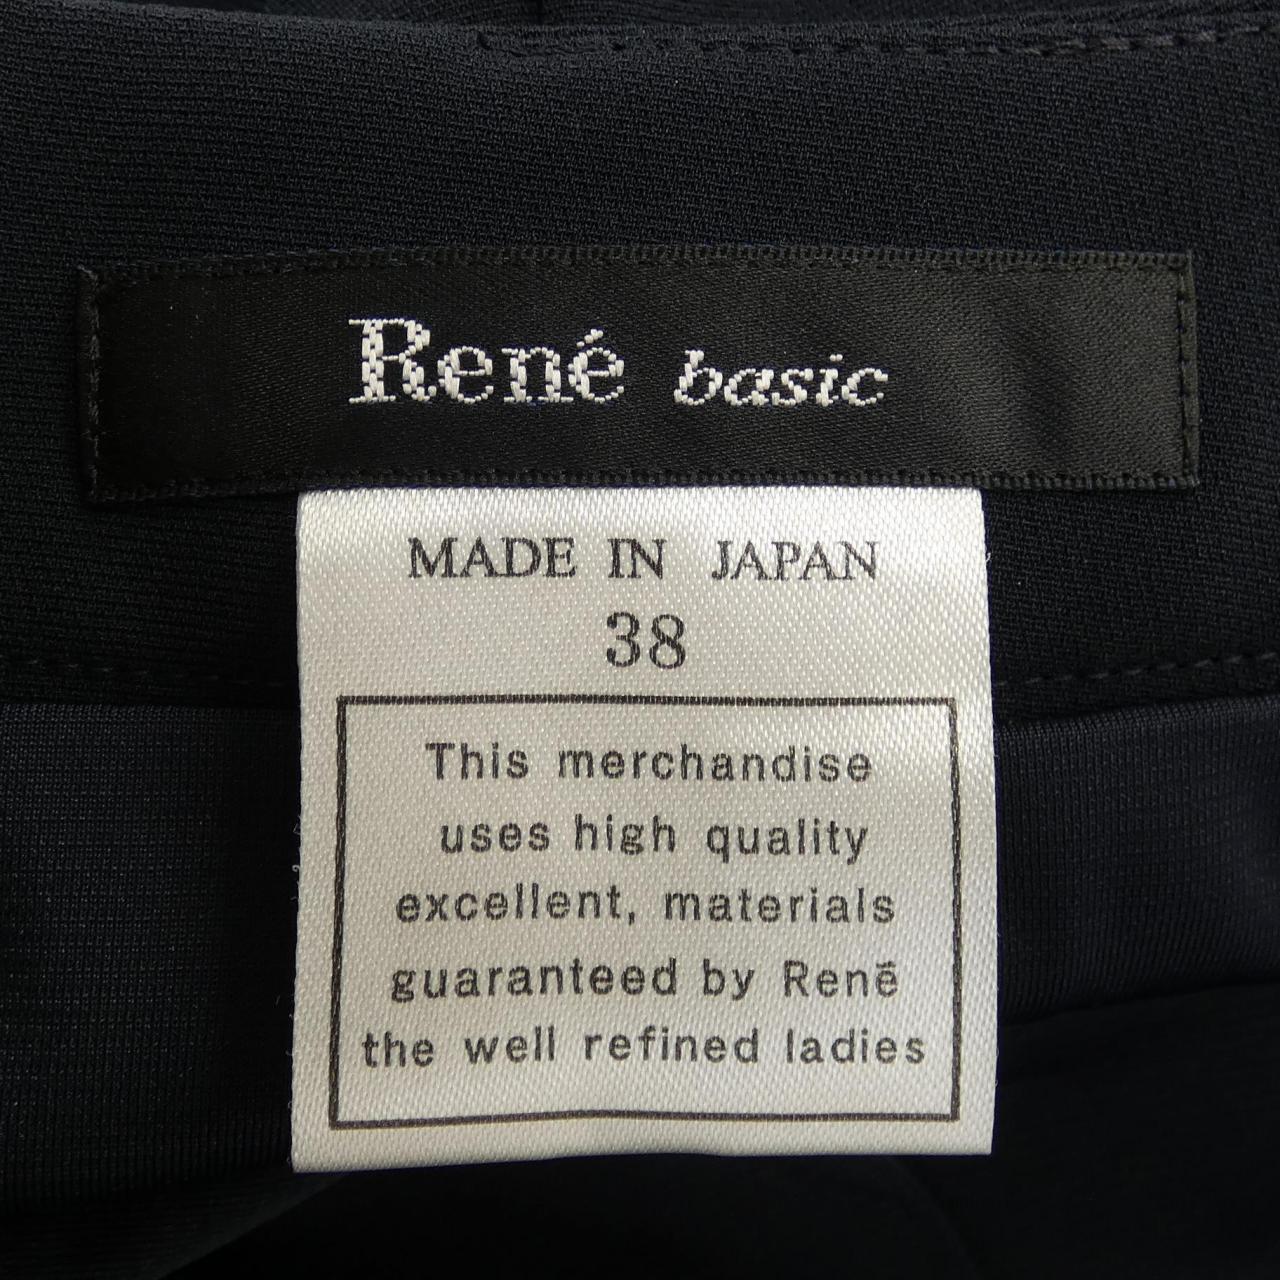 René basic
MADE IN JAPAN
38
This merchandise
uses high quality
excellent, materials
guaranteed by René
the well refined ladies